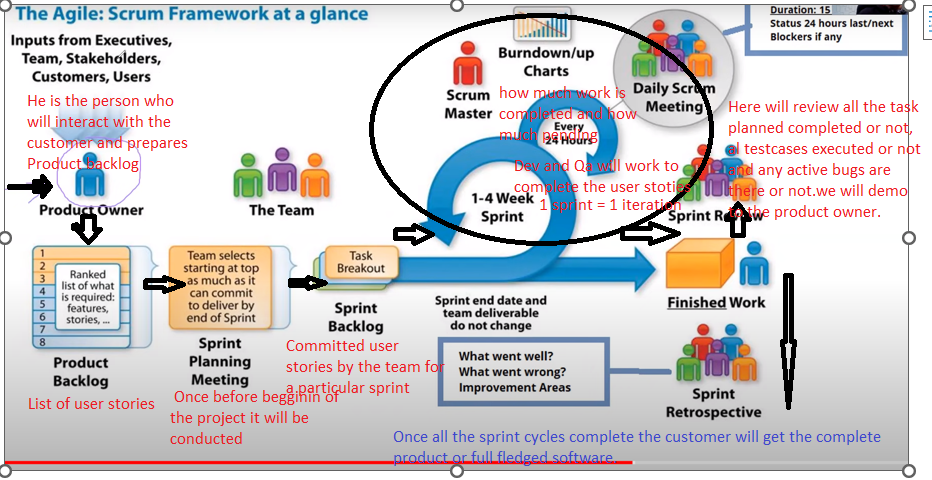 The Agile: Scrum Framework at a glance
Inputs from Executives,
Team, Stakeholders,
Customers, Users
He is the person who
will interact with the
customer and prepares
Product backlog
Product Owner
The Team
Scrum
Master
Burndown/up
Charts
how much work is
completed and how
much pending
Every
24 Hours
Daily Scrum
Meeting
Duration: 15
Status 24 hours last/next
Blockers if any
Dev and Qa will work to
complete the user stories
1 sprint = 1 iteration
1-4 Week
Sprint
Here will review all the task
planned completed or not,
al testcases executed or not
and any active bugs are
there or not.we will demo
to the product owner.
Sprint Review
1
2
3
4
5
6
7
8
Ranked
list of what
is required:
features,
stories, ...
Product
Backlog
List of user stories
Team selects
starting at top
as much as it
can commit
to deliver by
end of Sprint
Sprint
Planning
Meeting
Once before begginin of
the project it will be
conducted
Task
Breakout
Sprint
Backlog
Committed user
stories by the team for
a particular sprint
Sprint end date and
team deliverable
do not change
Finished Work
What went well?
What went wrong?
Improvement Areas
Sprint
Retrospective
Once all the sprint cycles complete the customer will get the complete
product or full fledged software.